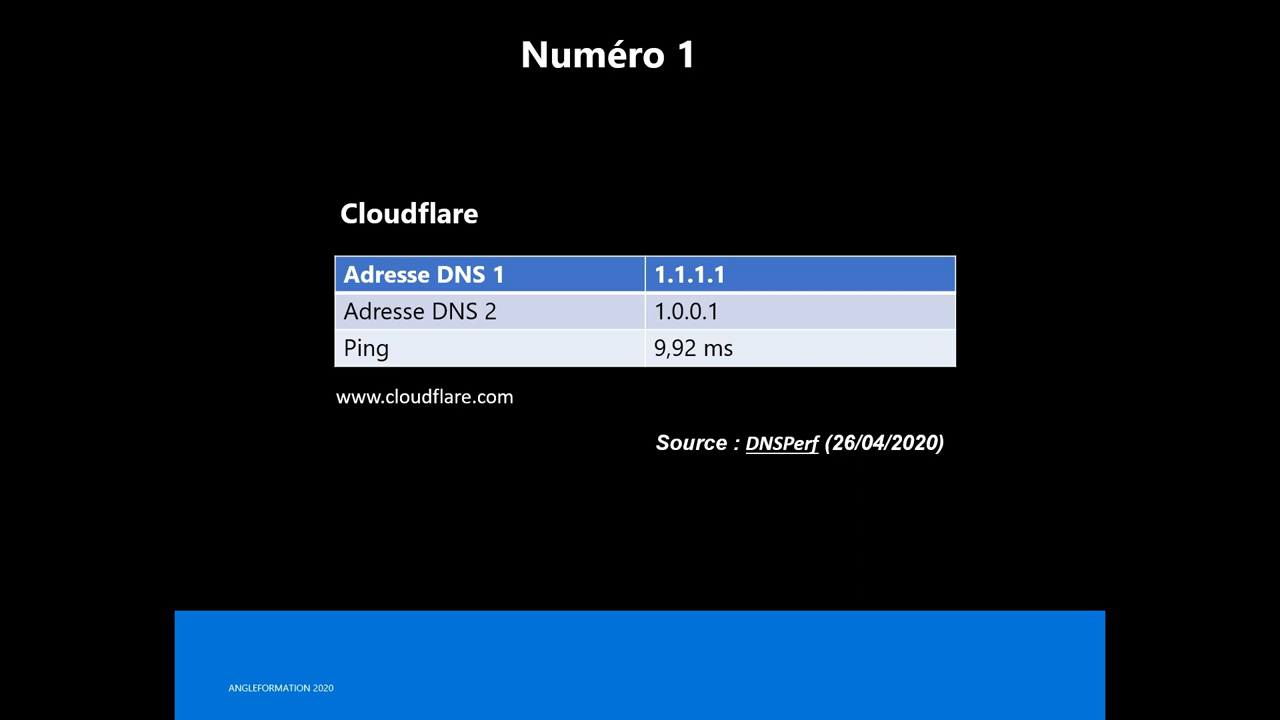 Numéro 1
Cloudflare
Adresse DNS 1 1.1.1.1
Adresse DNS 2 1.0.0.1
Ping 9,92 ms
www.cloudflare.com
Source : DNSPerf (26/04/2020)
ANGLEFORMATION 2020